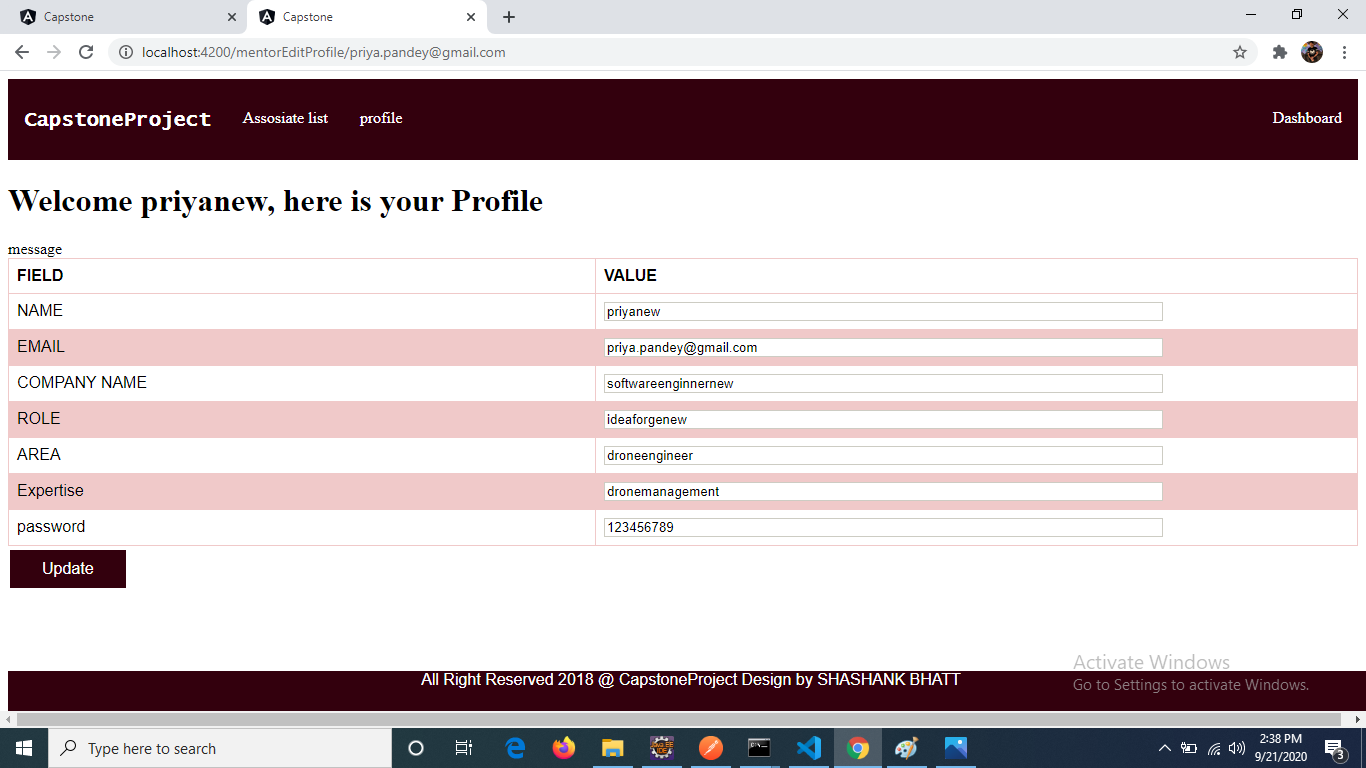 Capstone
Capstone
localhost:4200/mentorEditProfile/priya.pandey@gmail.com
CapstoneProject Assosiate list profile Dashboard
Welcome priyanew, here is your Profile
message
FIELD VALUE
NAME priyanew
EMAIL priya.pandey@gmail.com
COMPANY NAME softwareenginnernew
ROLE ideaforgenew
AREA droneengineer
Expertise dronemanagement
password 123456789
Update
Activate Windows
Go to Settings to activate Windows.
All Right Reserved 2018 @ CapstoneProject Design by SHASHANK BHATT
Type here to search
2:38 PM
9/21/2020
3